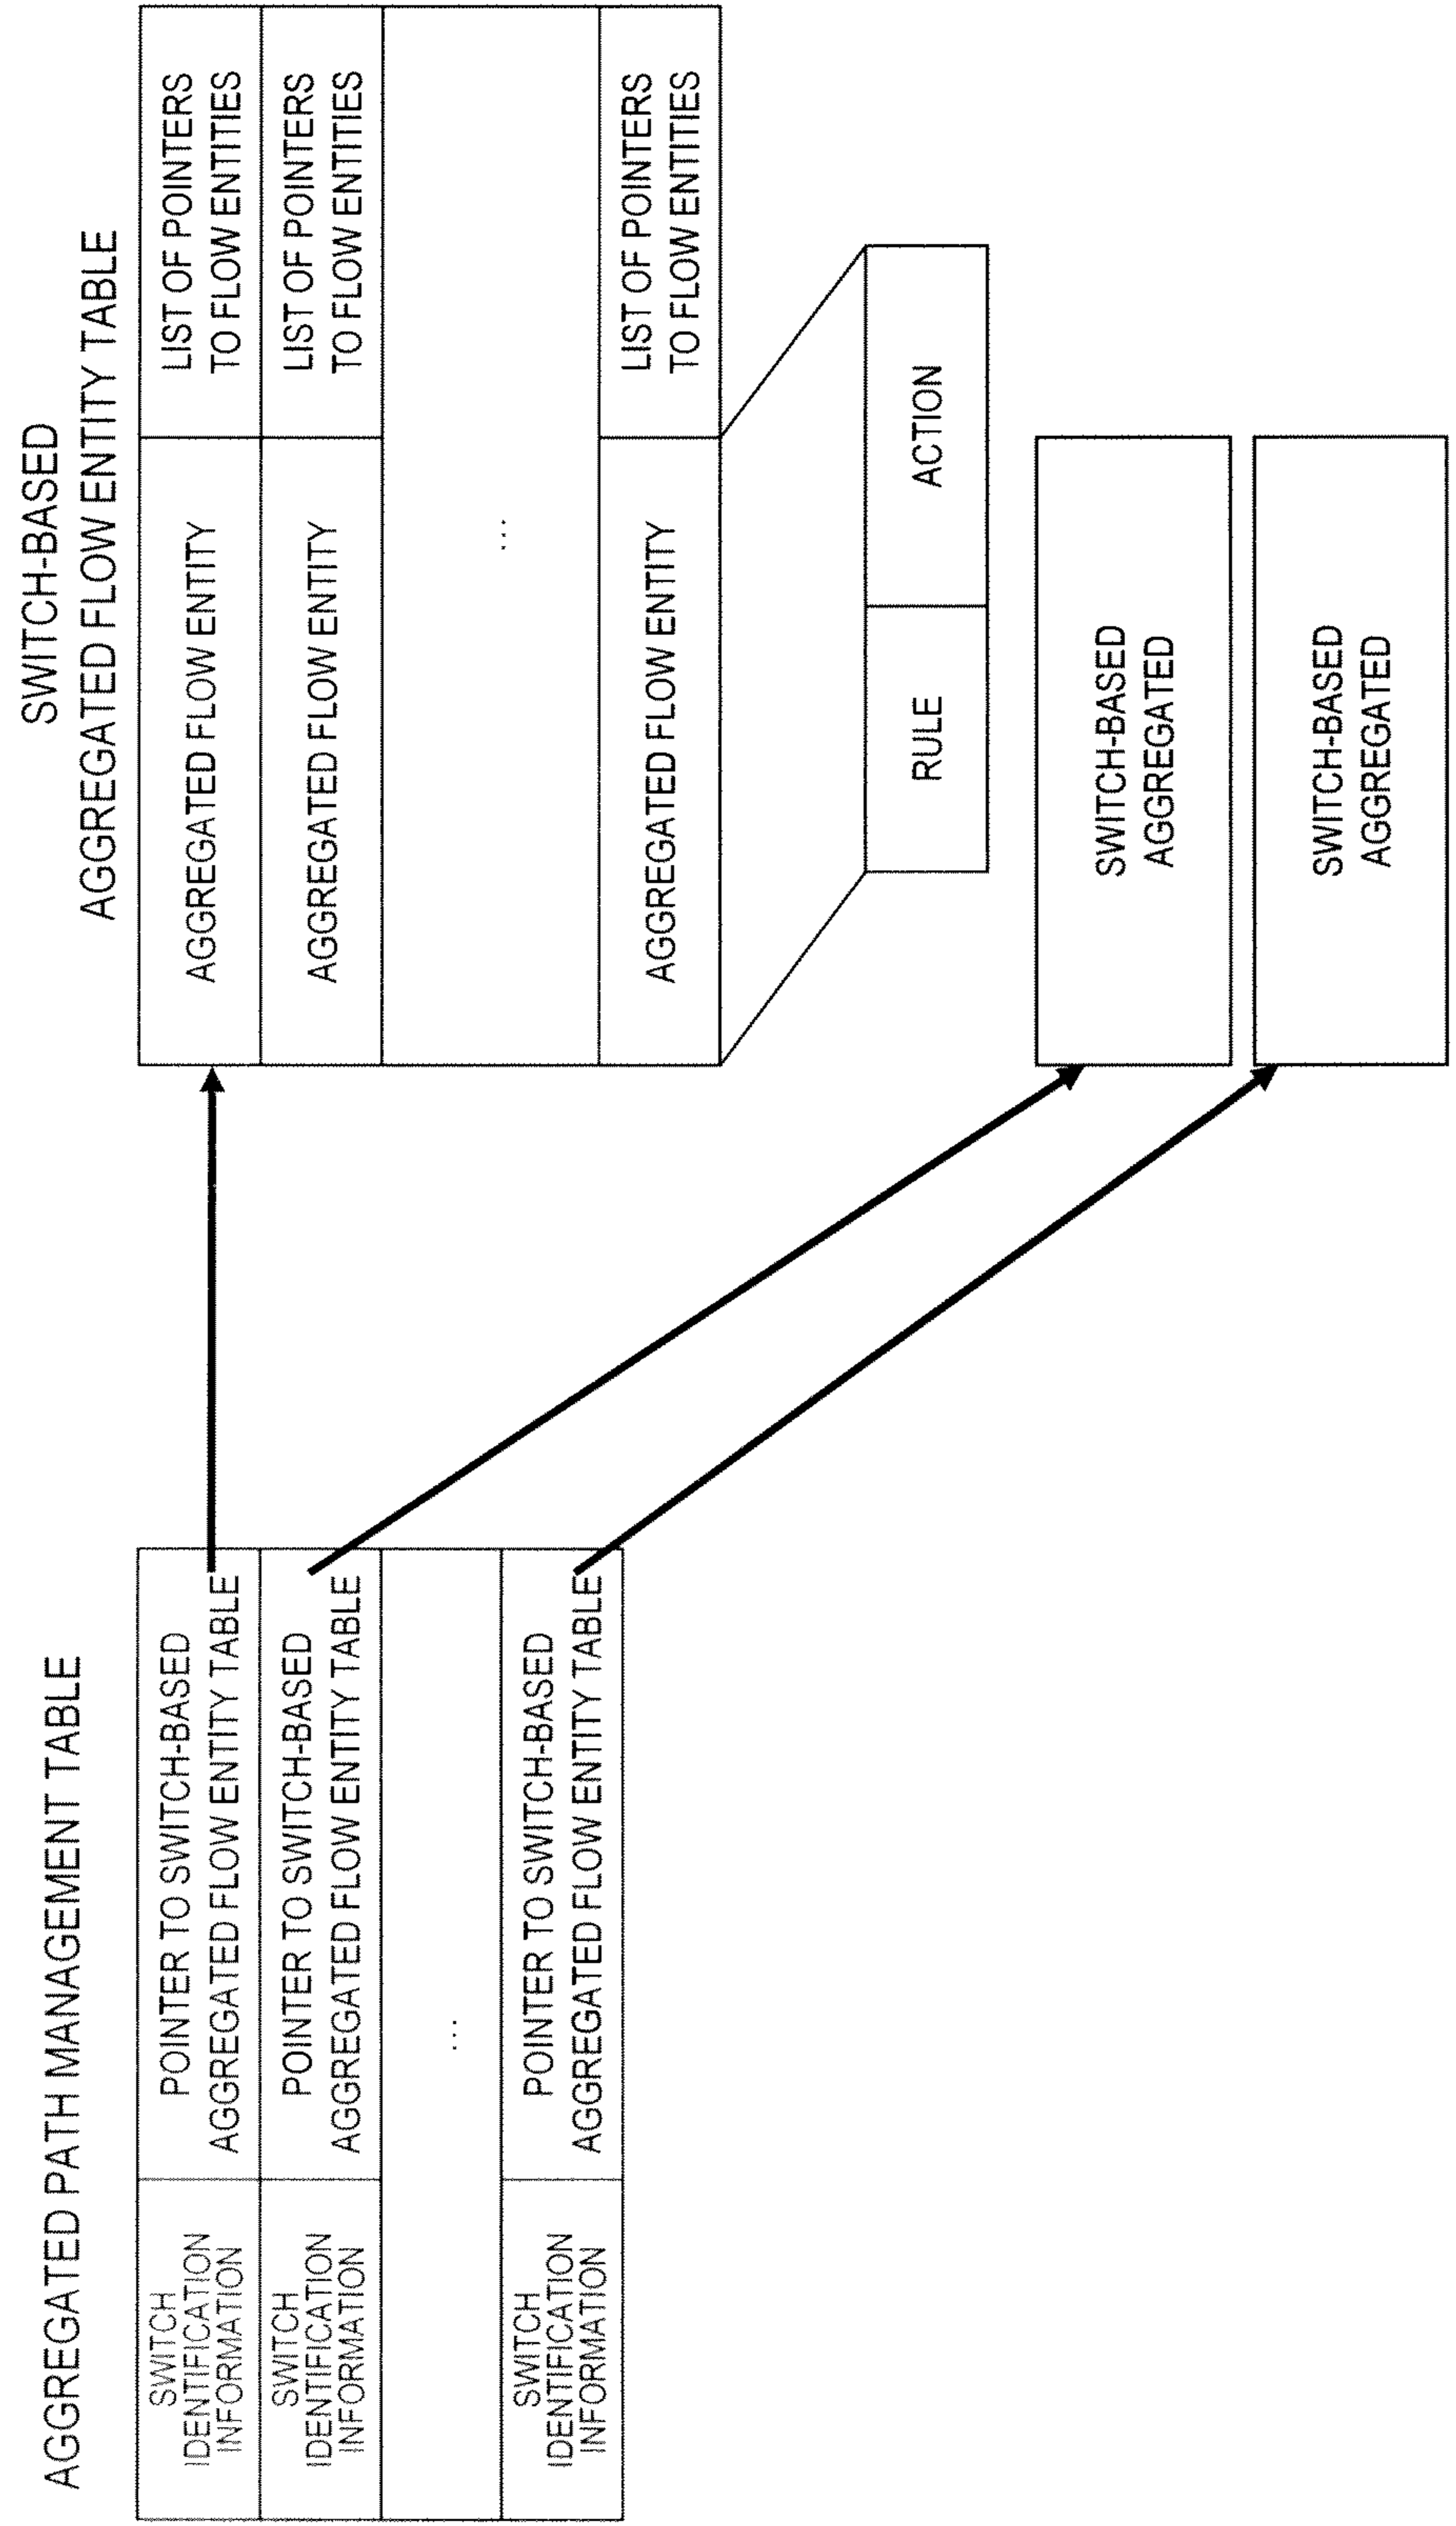 AGGREGATED PATH MANAGEMENT TABLE
SWITCH
IDENTIFICATION
INFORMATION
POINTER TO SWITCH-BASED
AGGREGATED FLOW ENTITY TABLE
SWITCH
IDENTIFICATION
INFORMATION
POINTER TO SWITCH-BASED
AGGREGATED FLOW ENTITY TABLE
...
SWITCH
IDENTIFICATION
INFORMATION
POINTER TO SWITCH-BASED
AGGREGATED FLOW ENTITY TABLE
SWITCH-BASED
AGGREGATED FLOW ENTITY TABLE
AGGREGATED FLOW ENTITY
LIST OF POINTERS
TO FLOW ENTITIES
AGGREGATED FLOW ENTITY
LIST OF POINTERS
TO FLOW ENTITIES
...
AGGREGATED FLOW ENTITY
LIST OF POINTERS
TO FLOW ENTITIES
RULE
ACTION
SWITCH-BASED
AGGREGATED
SWITCH-BASED
AGGREGATED